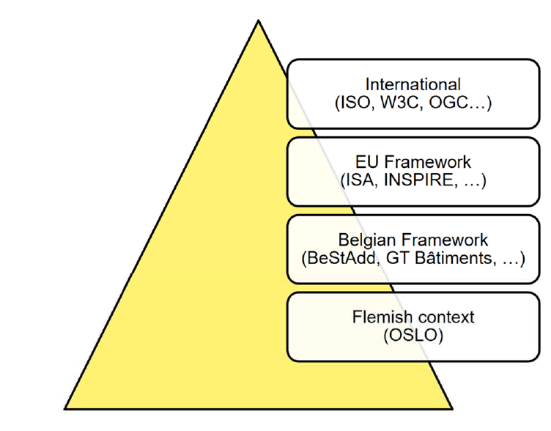 International
(ISO, W3C, OGC…)
EU Framework
(ISA, INSPIRE, …)
Belgian Framework
(BeStAdd, GT Bâtiments, …)
Flemish context
(OSLO)